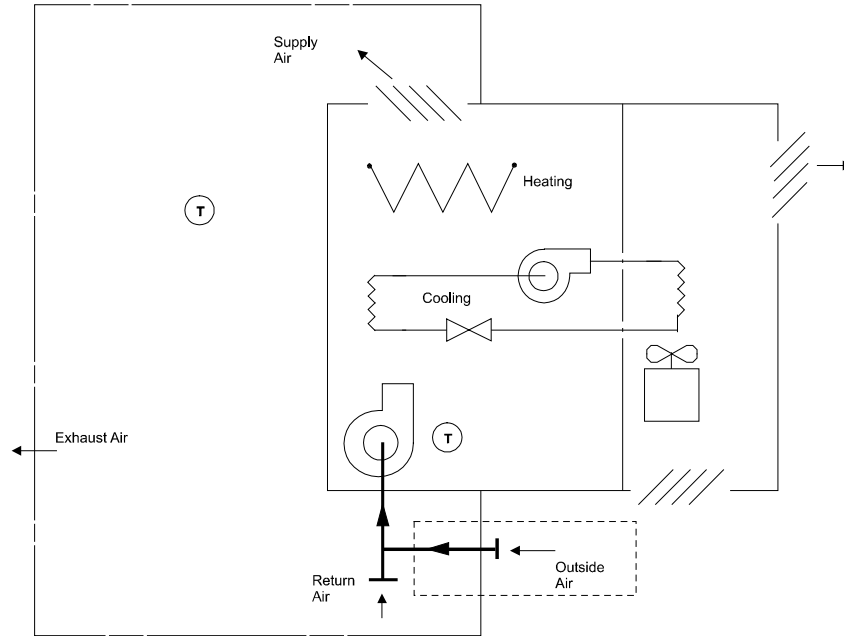 Supply
Air
T
Heating
Cooling
Exhaust Air
T
Outside
Air
Return
Air